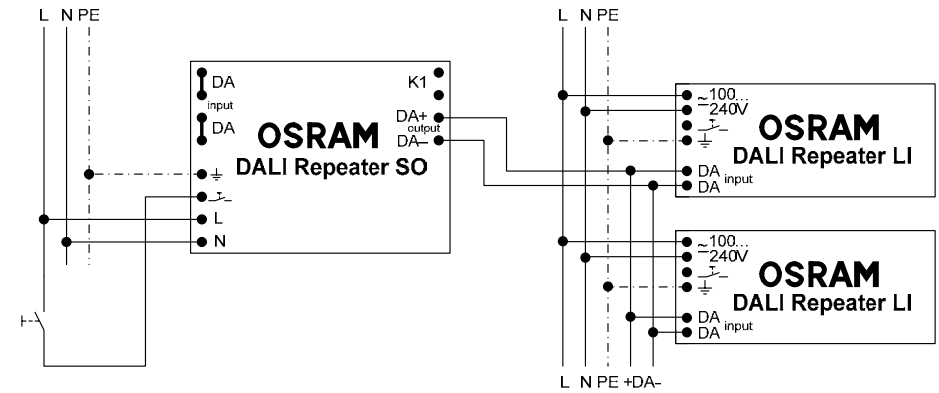 L N PE
DA
input
DA
K1
DA+
output
DA–
OSRAM
DALI Repeater SO
L
N
L N PE
~100...
240V
DA
DA
input
OSRAM
DALI Repeater LI
~100...
240V
DA
DA
input
OSRAM
DALI Repeater LI
L N PE +DA–